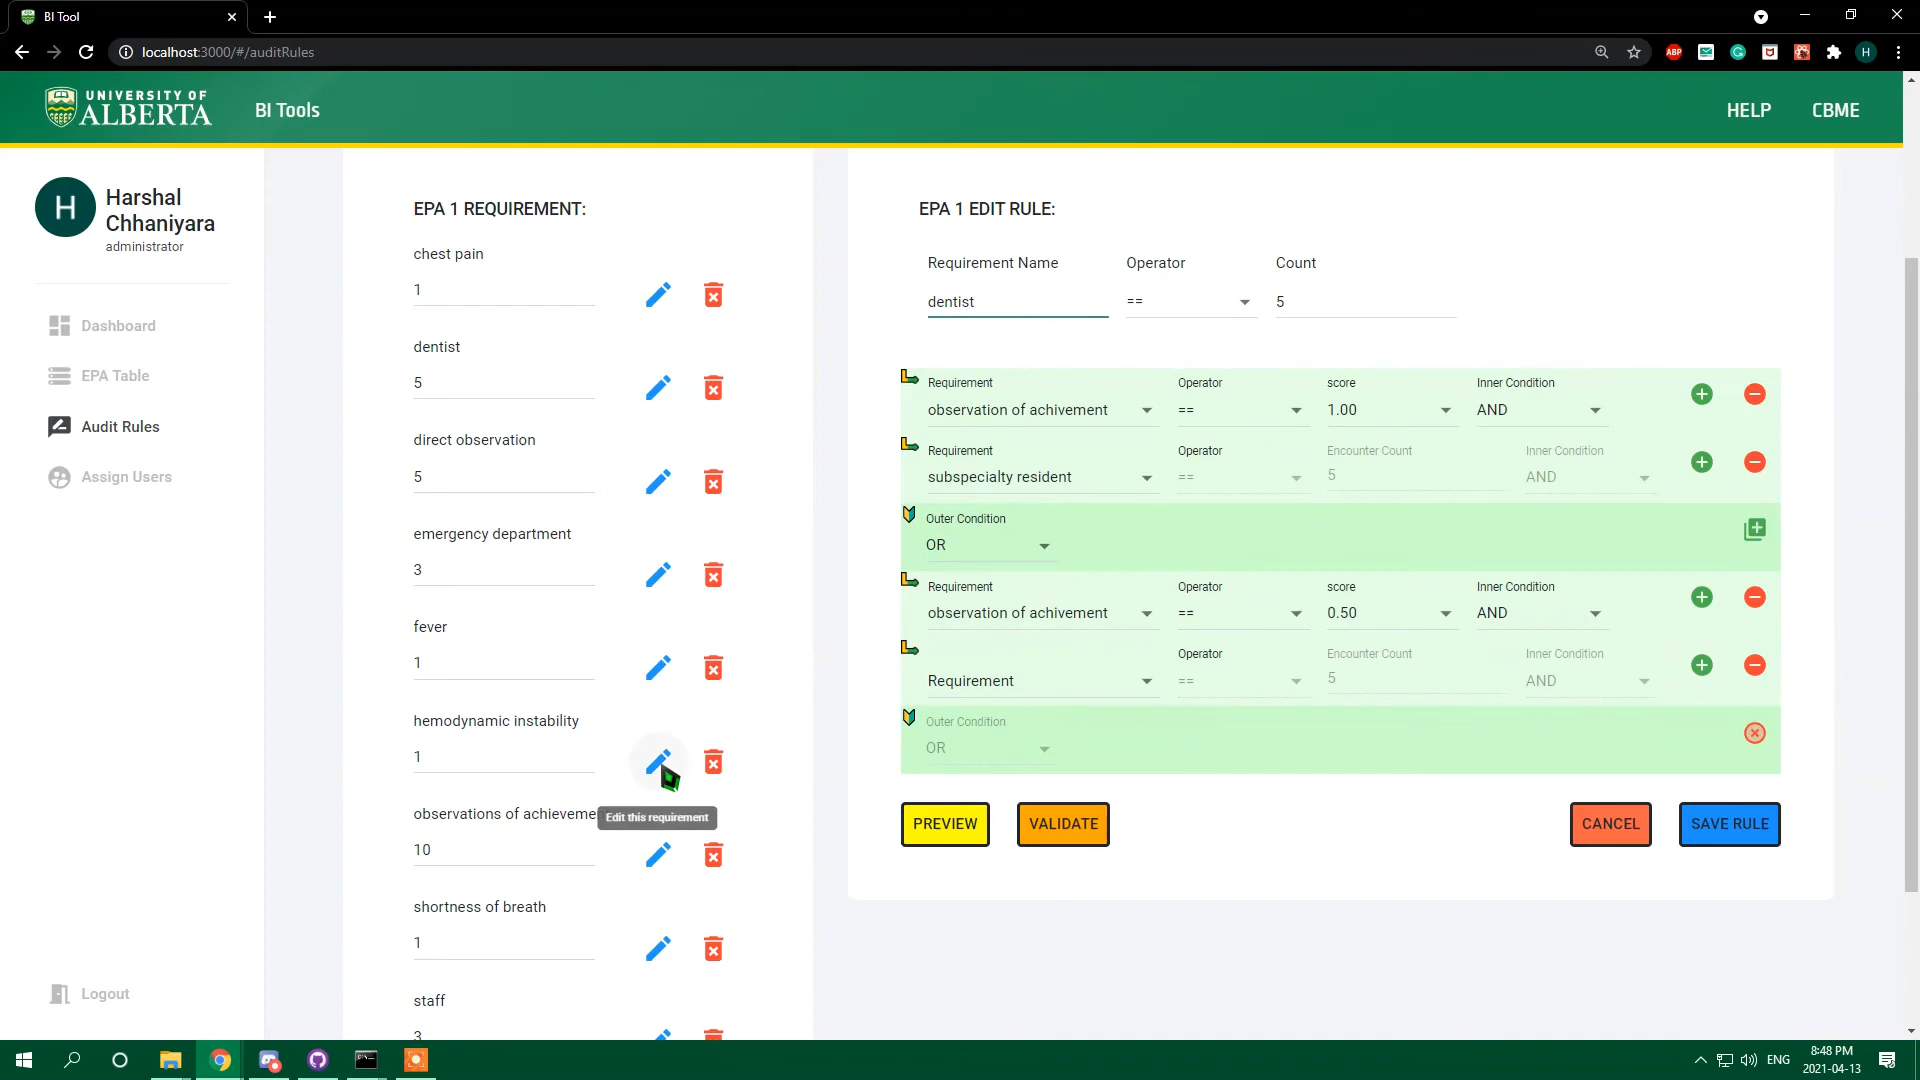 BI Tool
localhost:3000/#/auditRules
ABP
H
UNIVERSITY OF
ALBERTA
BI Tools
HELP
CBME
H
Harshal
Chhaniyara
administrator
Dashboard
EPA Table
Audit Rules
Assign Users
Logout
EPA 1 REQUIREMENT:
chest pain
1
dentist
5
direct observation
5
emergency department
3
fever
1
hemodynamic instability
1
observations of achieveme
Edit this requirement
10
shortness of breath
1
staff
3
EPA 1 EDIT RULE:
Requirement Name Operator Count
dentist == 5
Requirement Operator score Inner Condition
observation of achivement == 1.00 AND
Requirement Operator Encounter Count Inner Condition
subspecialty resident == 5 AND
Outer Condition
OR
Requirement Operator score Inner Condition
observation of achivement == 0.50 AND
Operator Encounter Count Inner Condition
Requirement == 5 AND
Outer Condition
OR
PREVIEW VALIDATE CANCEL SAVE RULE
ENG
8:48 PM
2021-04-13